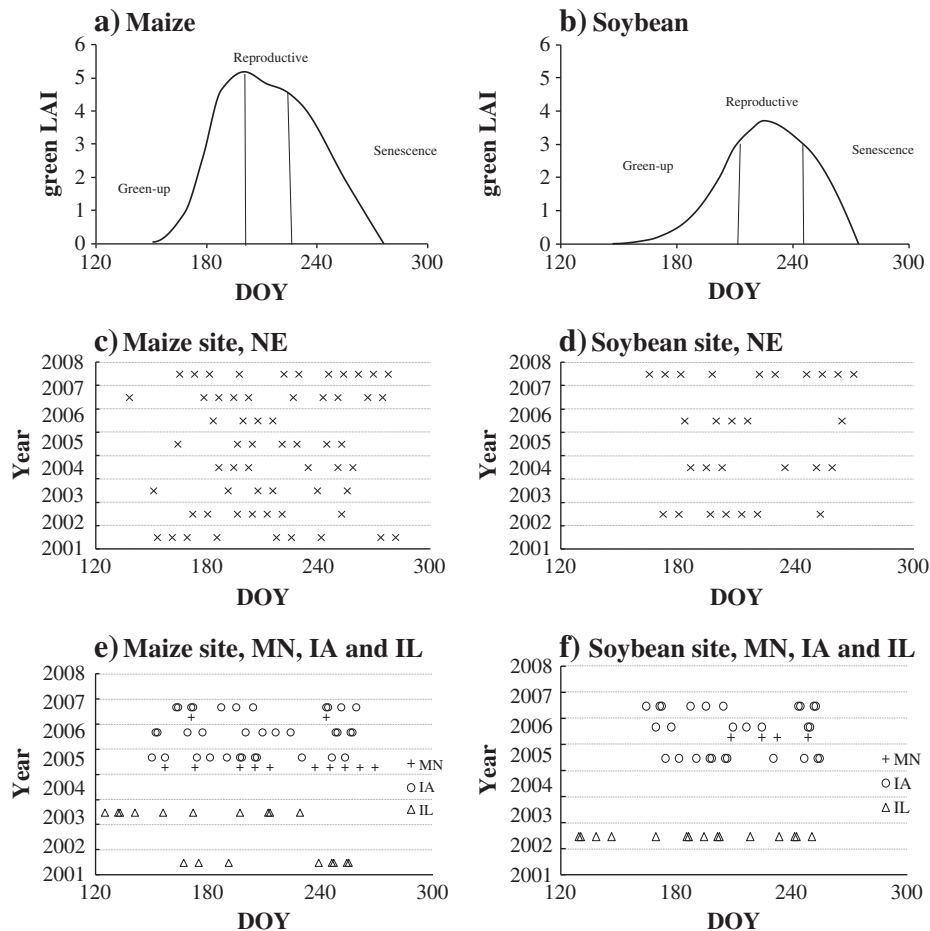 a) Maize
b) Soybean
green LAI
6
5
4
3
2
1
0
Reproductive
Green-up
Senescence
120 180 240 300
DOY
green LAI
6
5
4
3
2
1
0
Reproductive
Green-up
Senescence
120 180 240 300
DOY
c) Maize site, NE
Year
2008
2007
2006
2005
2004
2003
2002
2001
120 180 240 300
DOY
d) Soybean site, NE
Year
2008
2007
2006
2005
2004
2003
2002
2001
120 180 240 300
DOY
e) Maize site, MN, IA and IL
Year
2008
2007
2006
2005
2004
2003
2002
2001
+ MN
IA
IL
120 180 240 300
DOY
f) Soybean site, MN, IA and IL
Year
2008
2007
2006
2005
2004
2003
2002
2001
+ MN
IA
IL
120 180 240 300
DOY